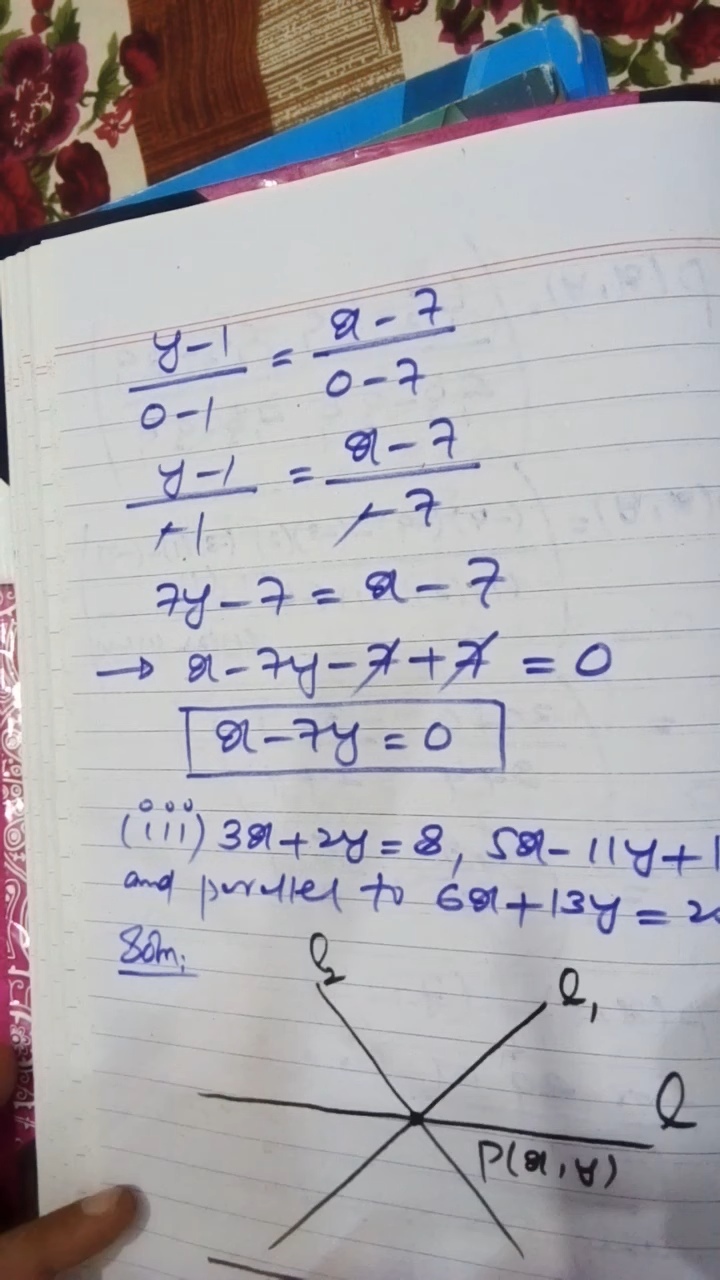 y-1/0-1 = x-7/0-7
y-1/-1 = x-7/-7
7y-7 = x-7
→ x-7y-7+7 = 0
x-7y = 0
(iii) 3x+2y=8, 5x-11y+1
and parallel to 6x+13y=2
Soln:
l2
l1
l
P(x,y)